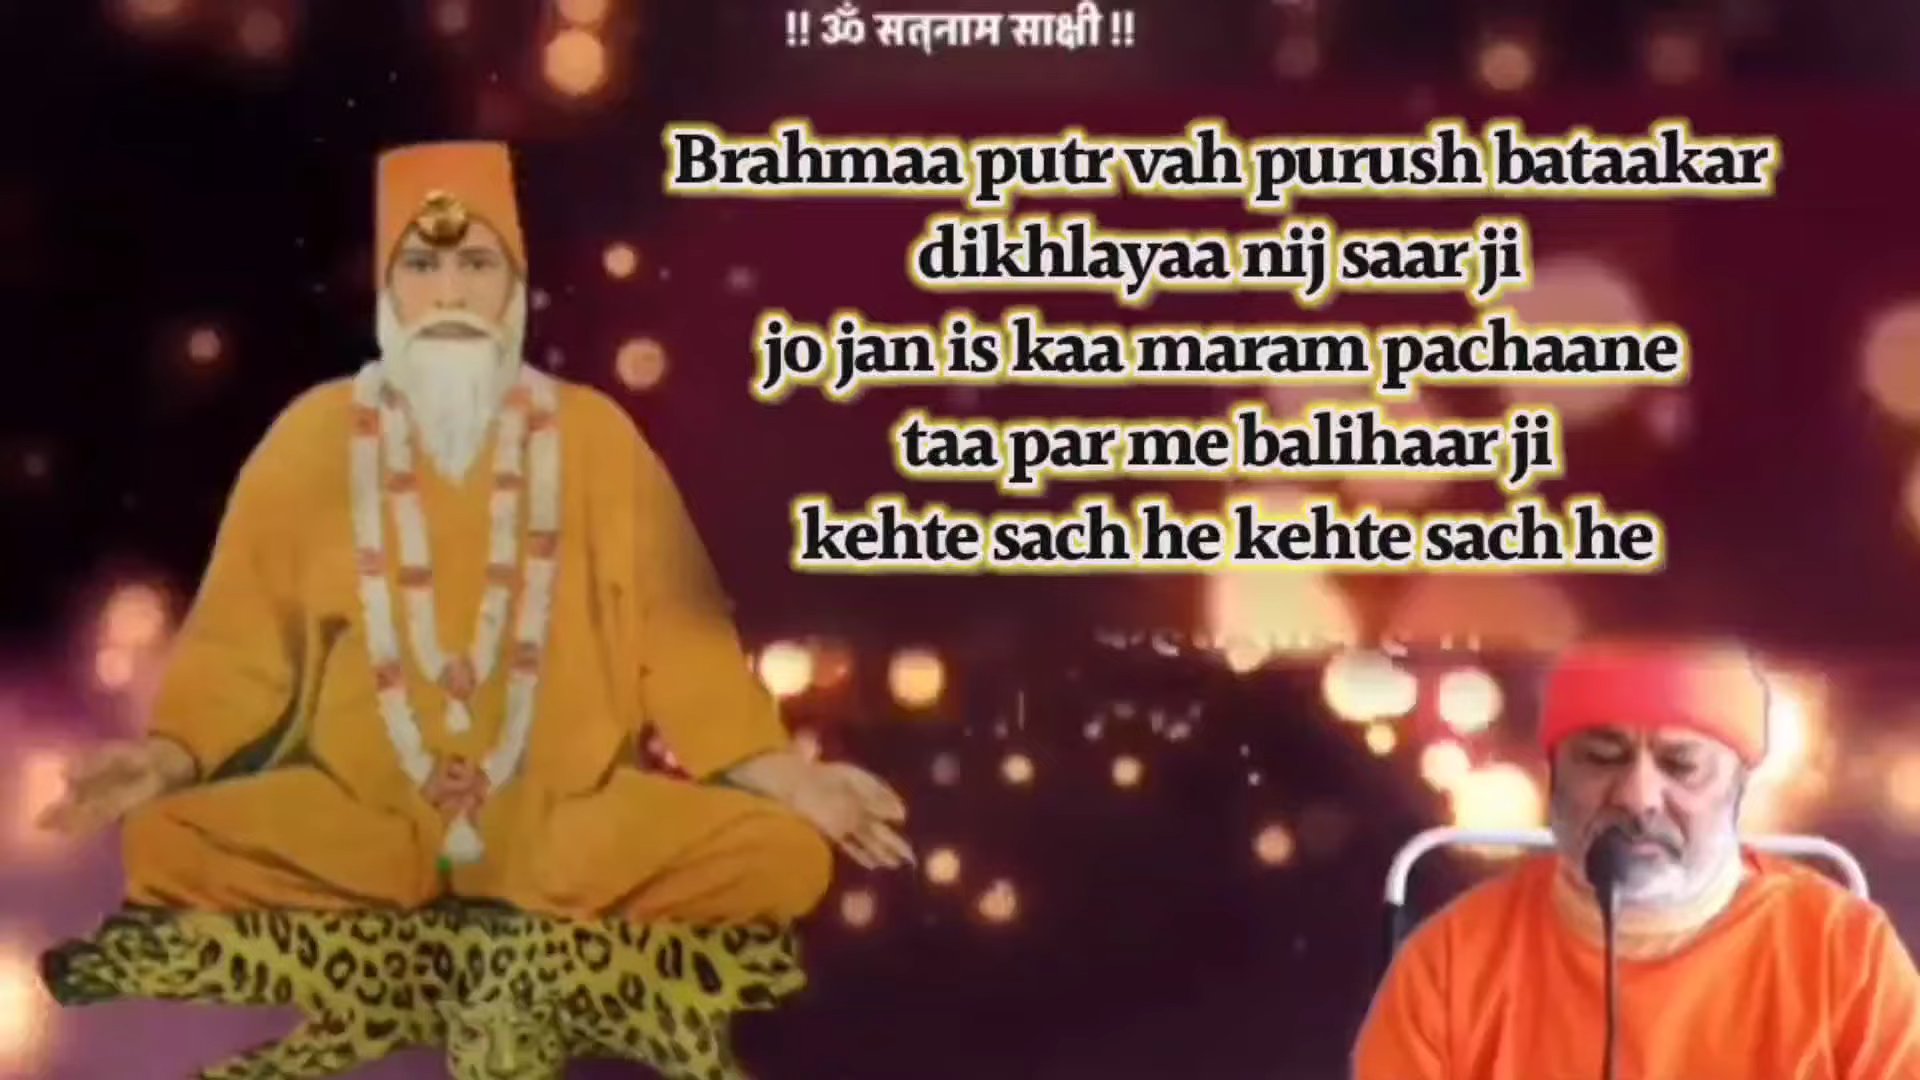 !! ॐ सत्नाम साक्षी !!
Brahmaa putr vah purush bataakar
dikhlayaa nij saar ji
jo jan is kaa maram pachaane
taa par me balihaar ji
kehte sach he kehte sach he